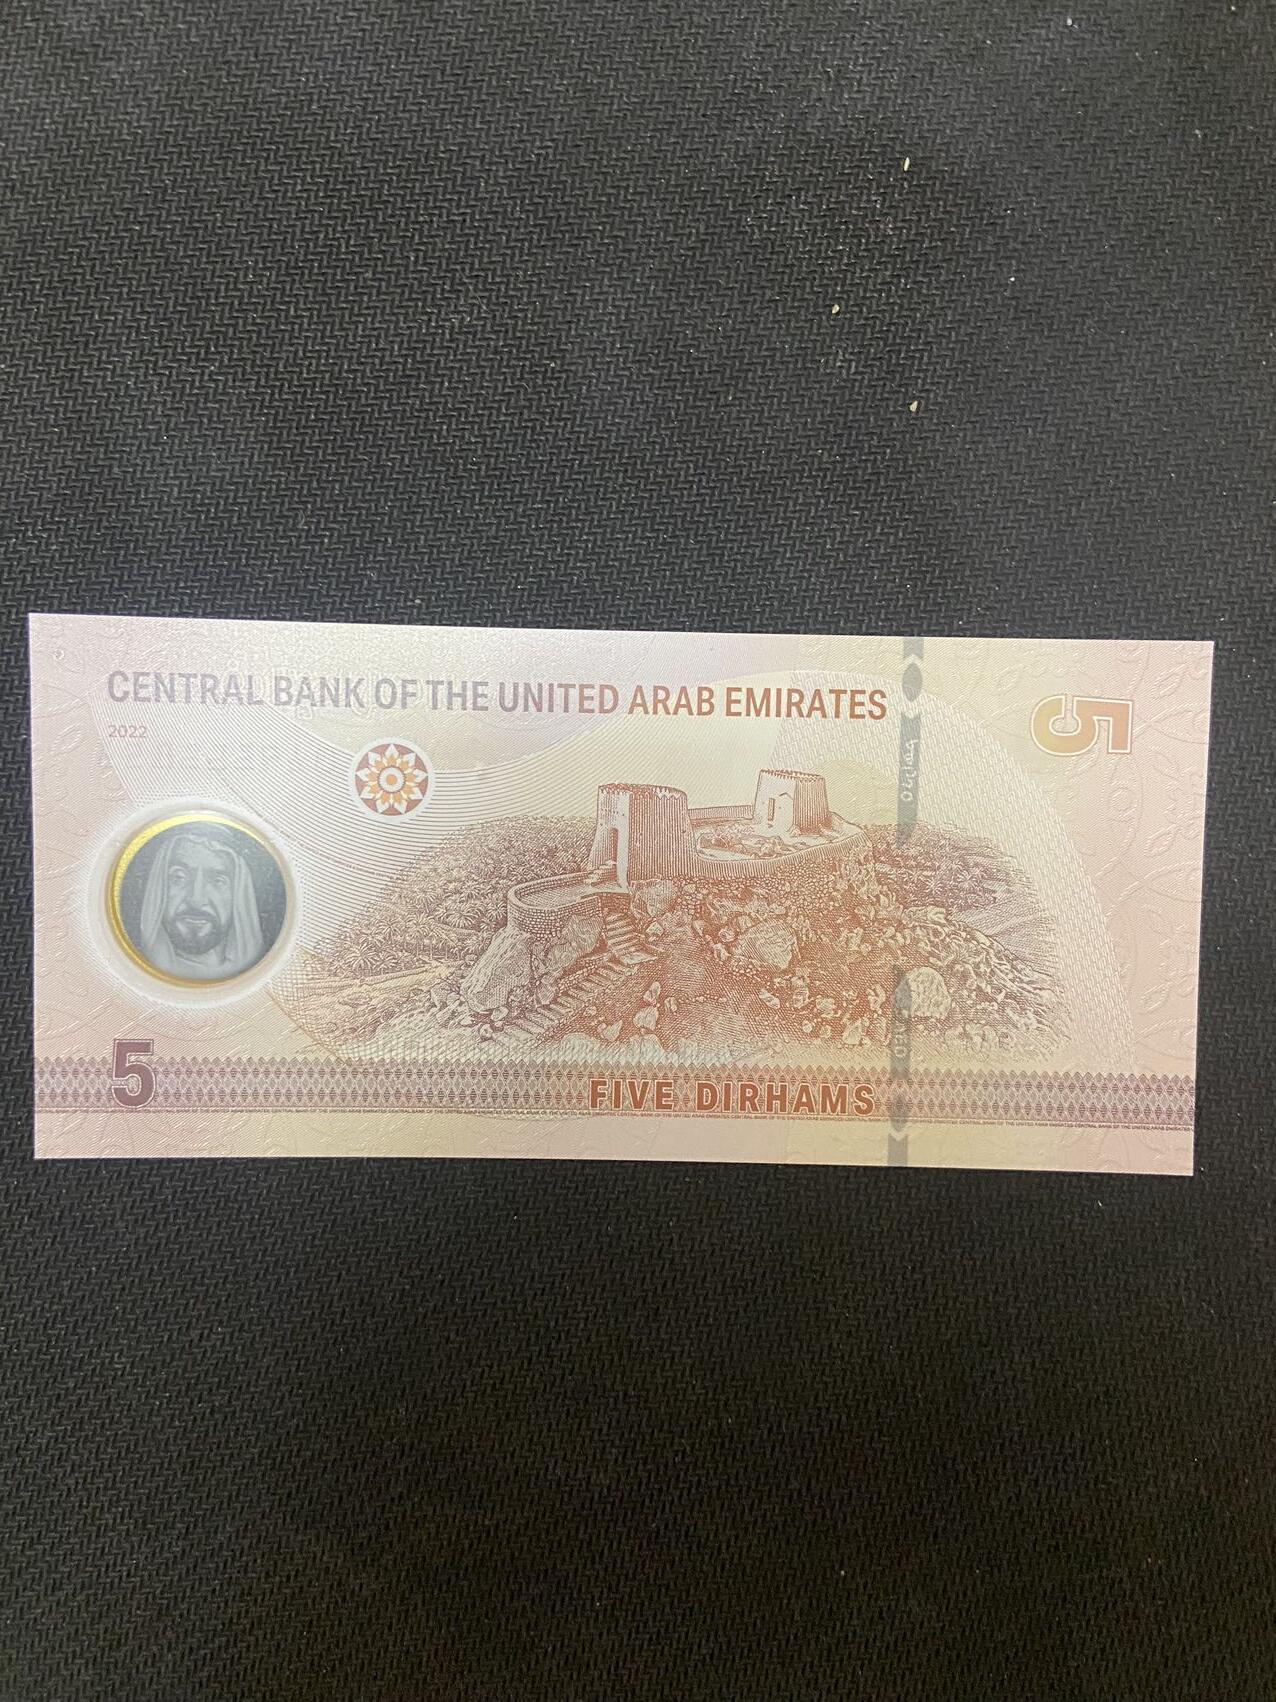 CENTRAL BANK OF THE UNITED ARAB EMIRATES
2022
5
5
FIVE DIRHAMS